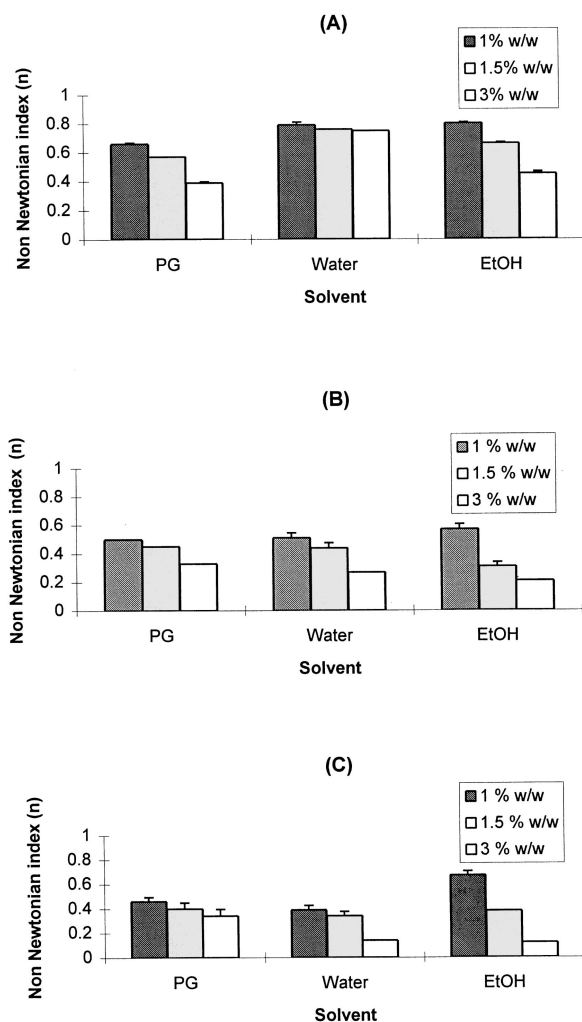 (A)
1% w/w
1.5% w/w
3% w/w
Non Newtonian index (n)
1
0.8
0.6
0.4
0.2
0
PG
Water
EtOH
Solvent
(B)
1 % w/w
1.5 % w/w
3 % w/w
Non Newtonian index (n)
1
0.8
0.6
0.4
0.2
0
PG
Water
EtOH
Solvent
(C)
1 % w/w
1.5 % w/w
3 % w/w
Non Newtonian index (n)
1
0.8
0.6
0.4
0.2
0
PG
Water
EtOH
Solvent